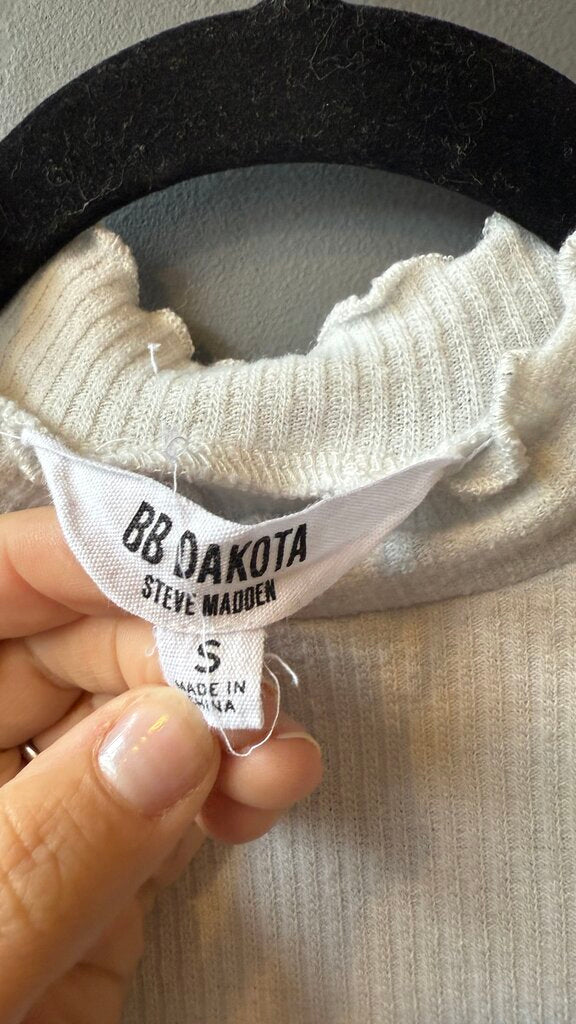 BB DAKOTA
STEVE MADDEN
S
MADE IN
CHINA